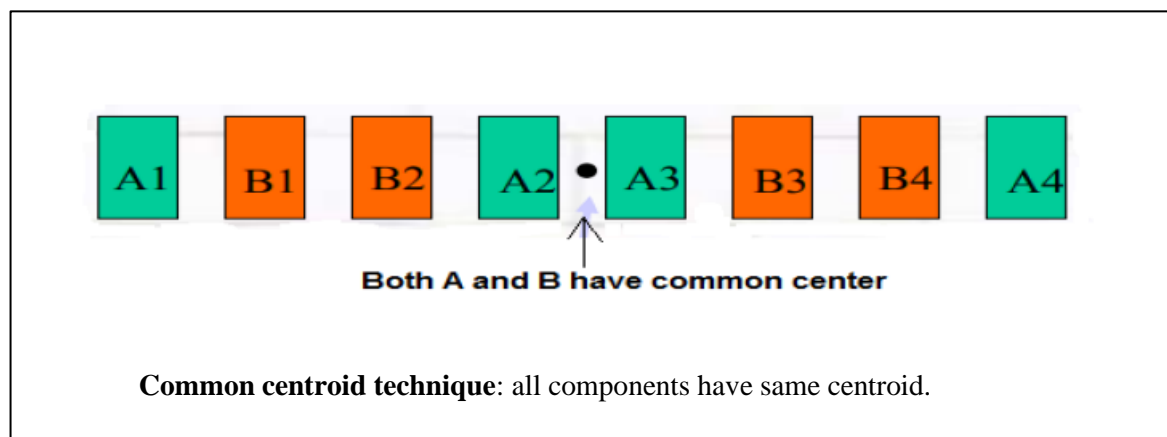 A1 B1 B2 A2 A3 B3 B4 A4
Both A and B have common center
Common centroid technique: all components have same centroid.